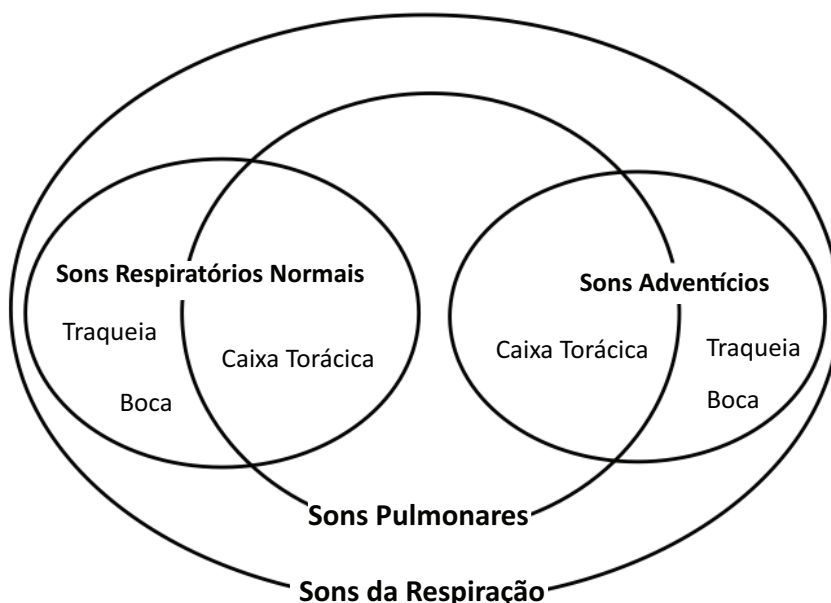 Sons Respiratórios Normais
Traqueia
Caixa Torácica
Boca
Sons Adventícios
Caixa Torácica
Traqueia
Boca
Sons Pulmonares
Sons da Respiração